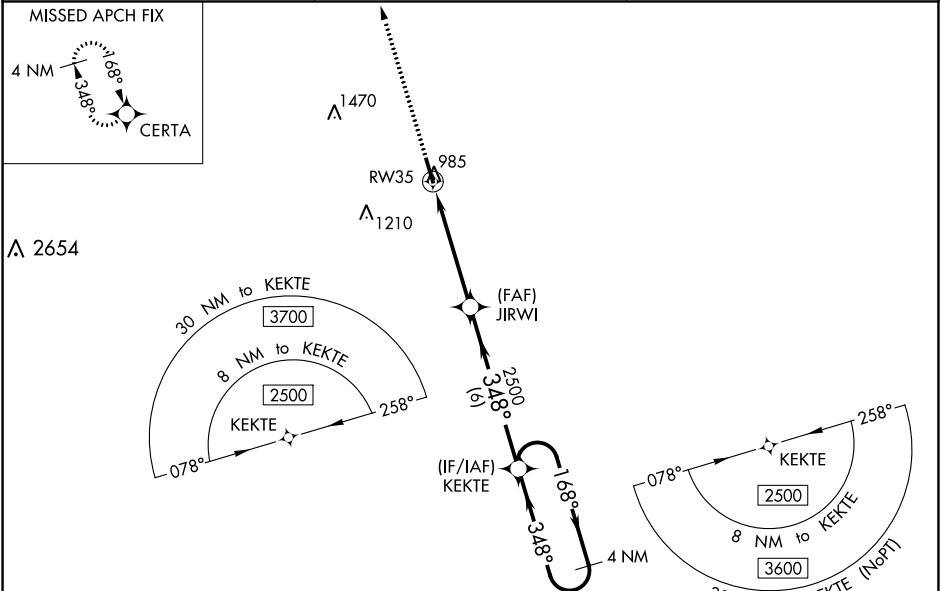 MISSED APCH FIX
4 NM
168°
348°
CERTA
1470
985
RW35
1210
2654
(FAF)
JIRWI
30 NM to KEKTE
3700
8 NM to KEKTE
2500
KEKTE
258°
078°
2500
348°
(6)
(IF/IAF)
KEKTE
168°
348°
4 NM
258°
078°
KEKTE
2500
8 NM to KEKTE
3600
KTE (NoPT)